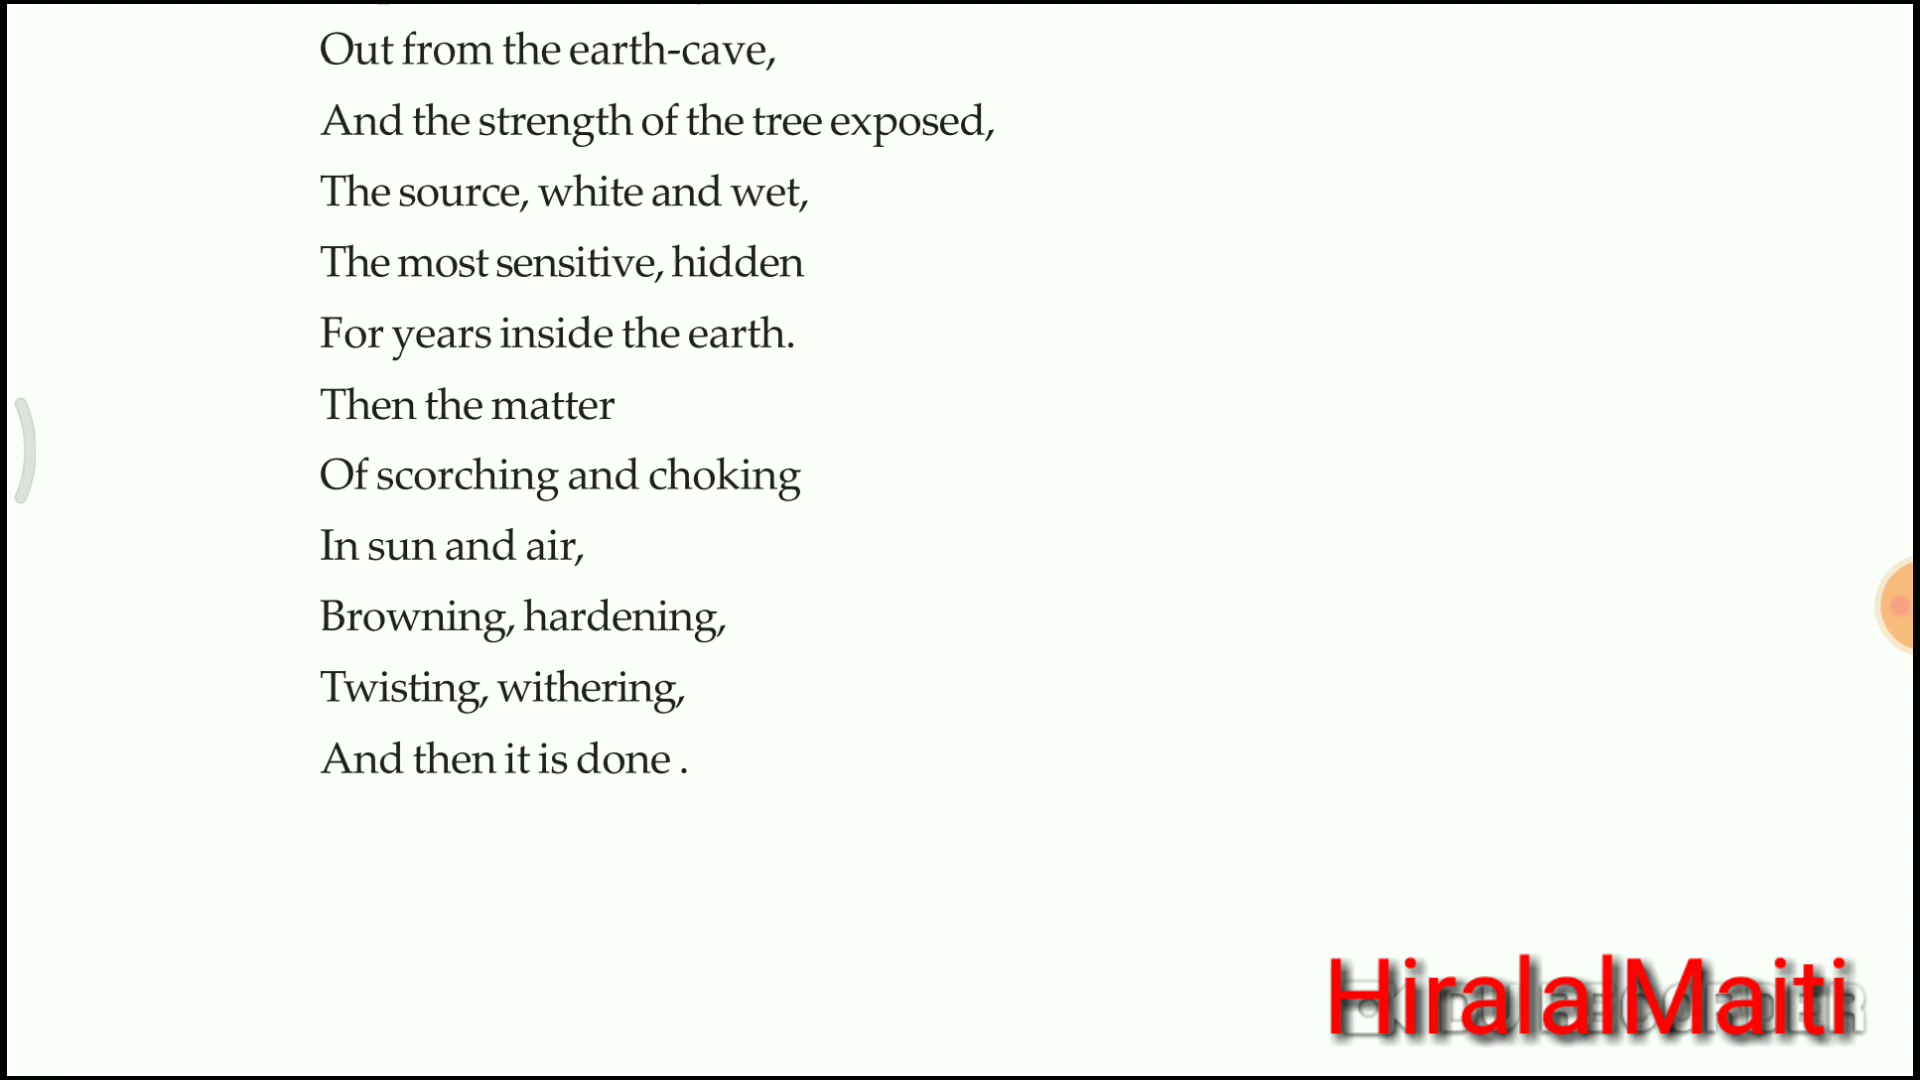 Out from the earth-cave,
And the strength of the tree exposed,
The source, white and wet,
The most sensitive, hidden
For years inside the earth.
Then the matter
Of scorching and choking
In sun and air,
Browning, hardening,
Twisting, withering,
And then it is done .
HiralalMaiti